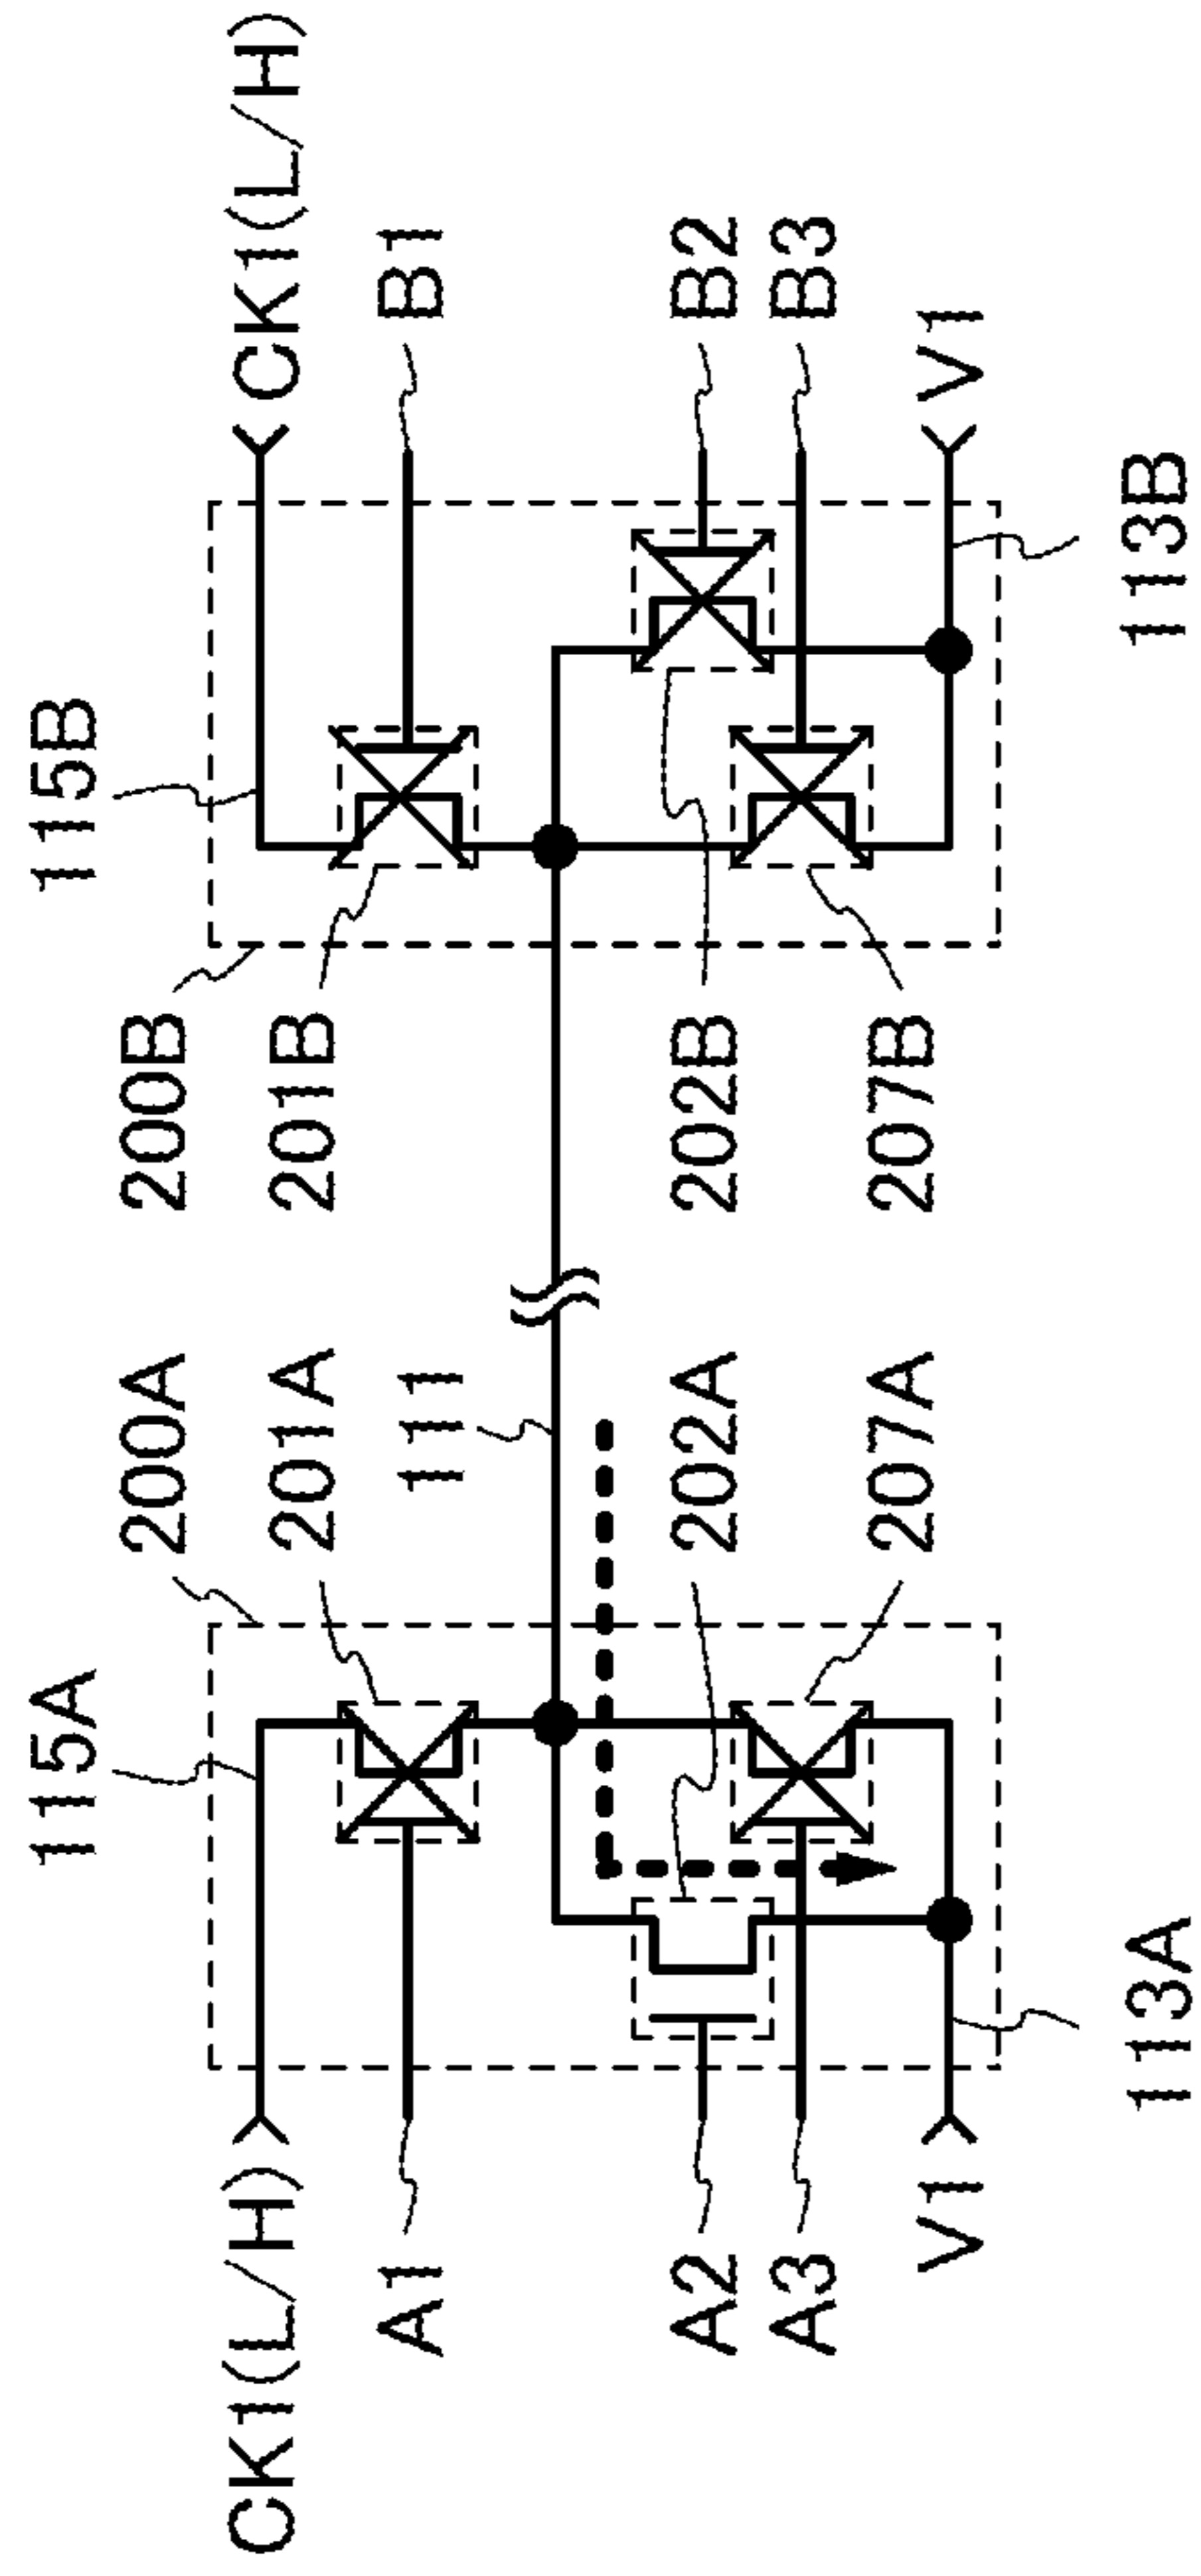 115A
115B
200A
200B
CK1(L/H)
201A
201B
CK1(L/H)
A1
111
B1
A2
202A
202B
B2
A3
B3
207A
207B
V1
V1
113A
113B